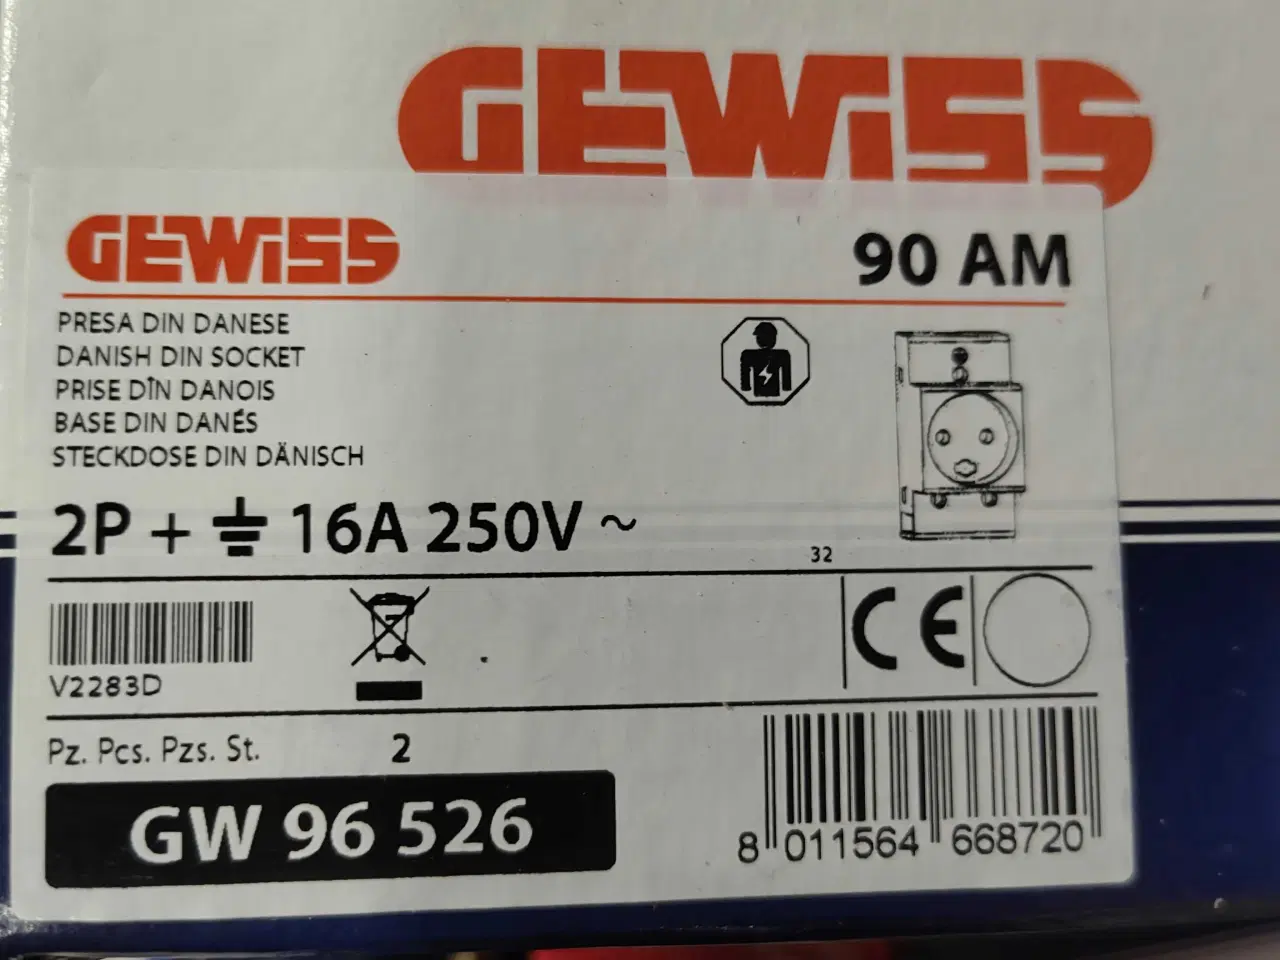 GEWiSS
GEWiSS
90 AM
PRESA DIN DANESE
DANISH DIN SOCKET
PRISE DÎN DANOIS
BASE DIN DANÉS
STECKDOSE DIN DÄNISCH
2P + ⏚ 16A 250V ~
32
CE
V2283D
Pz. Pcs. Pzs. St. 2
GW 96 526
8 011564 668720